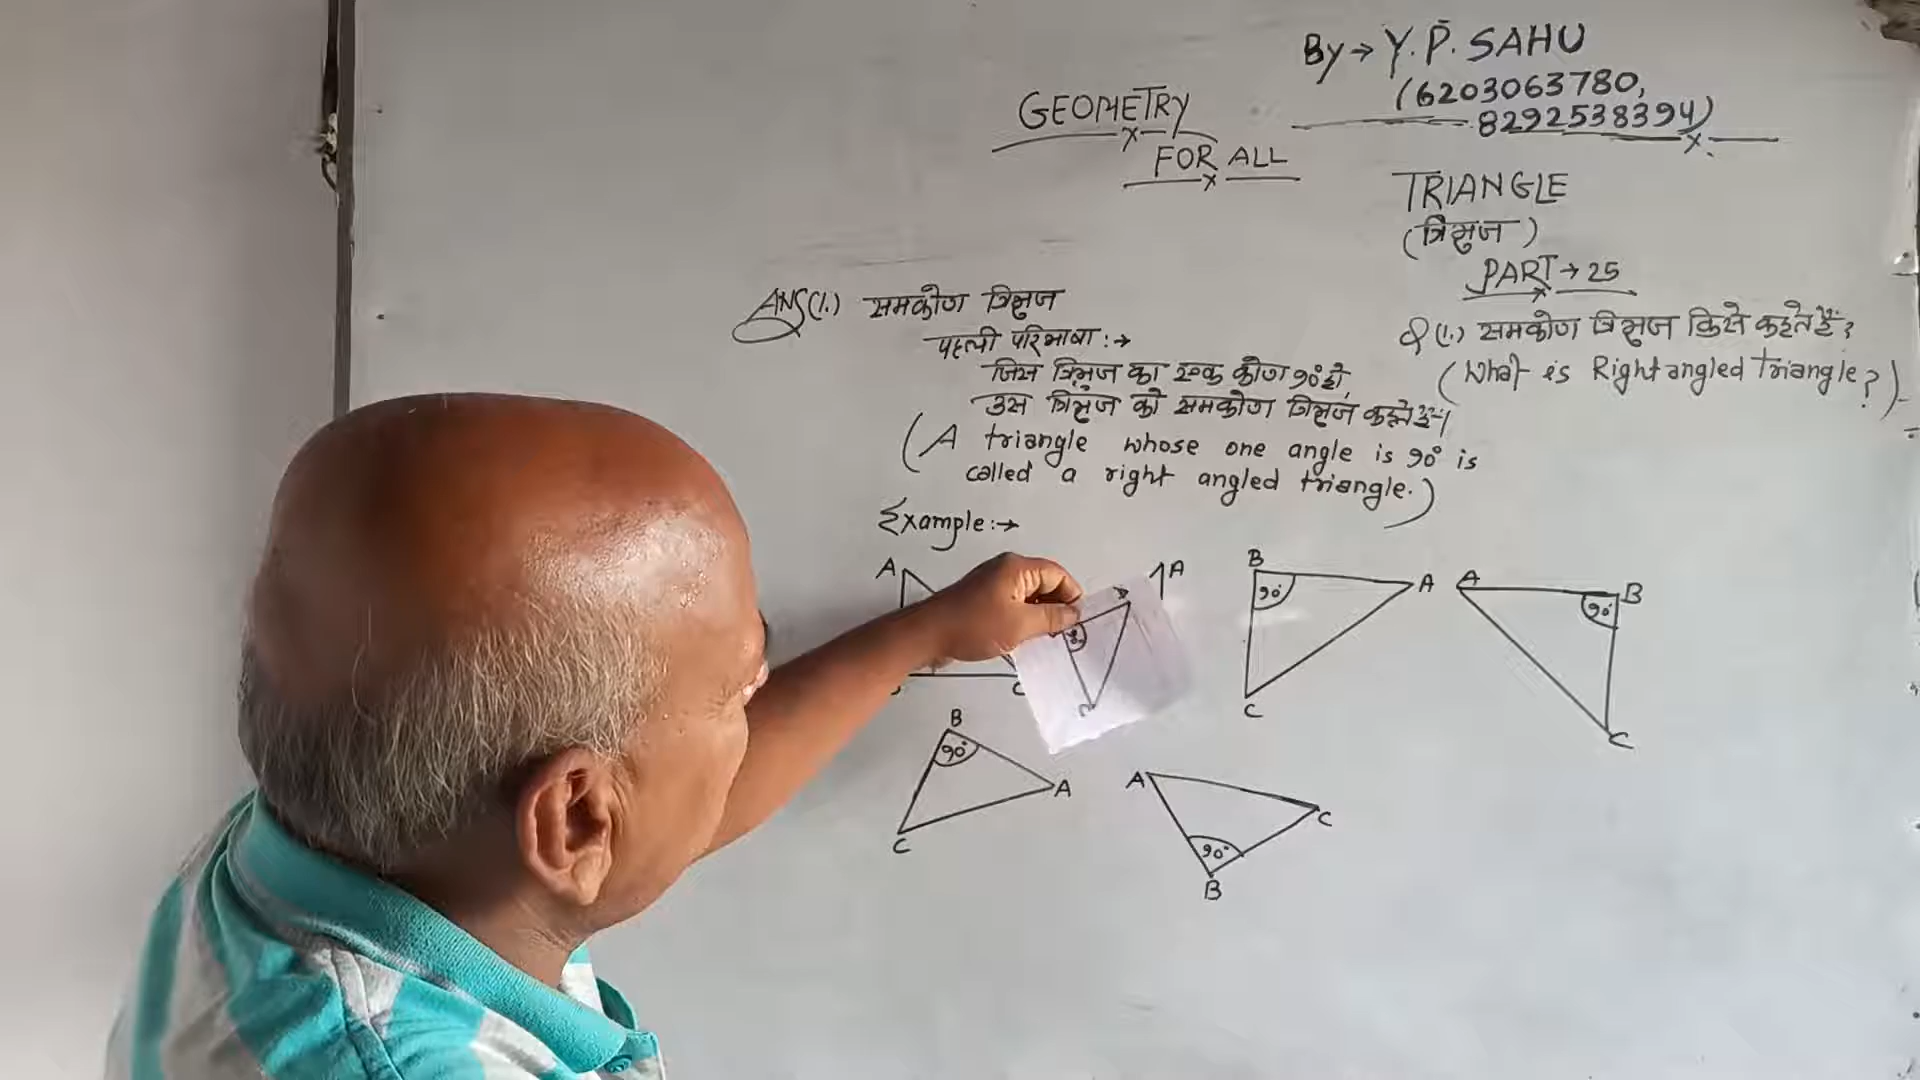 By → Y. P. SAHU
(6203063780,
8292538394)
GEOMETRY
FOR ALL
TRIANGLE
(त्रिभुज)
PART → 25
Q (1.) समकोण त्रिभुज किसे कहते हैं?
(What is Right angled Triangle?)
ANS (1.) समकोण त्रिभुज
पहली परिभाषा :→
जिस त्रिभुज का एक कोण 90° हो,
उस त्रिभुज को समकोण त्रिभुज कहते हैं।
(A triangle whose one angle is 90° is
called a right angled triangle.)
Example :→
A
C
A
B
90°
A
C
A
B
90°
C
B
90°
A
C
A
C
90°
B